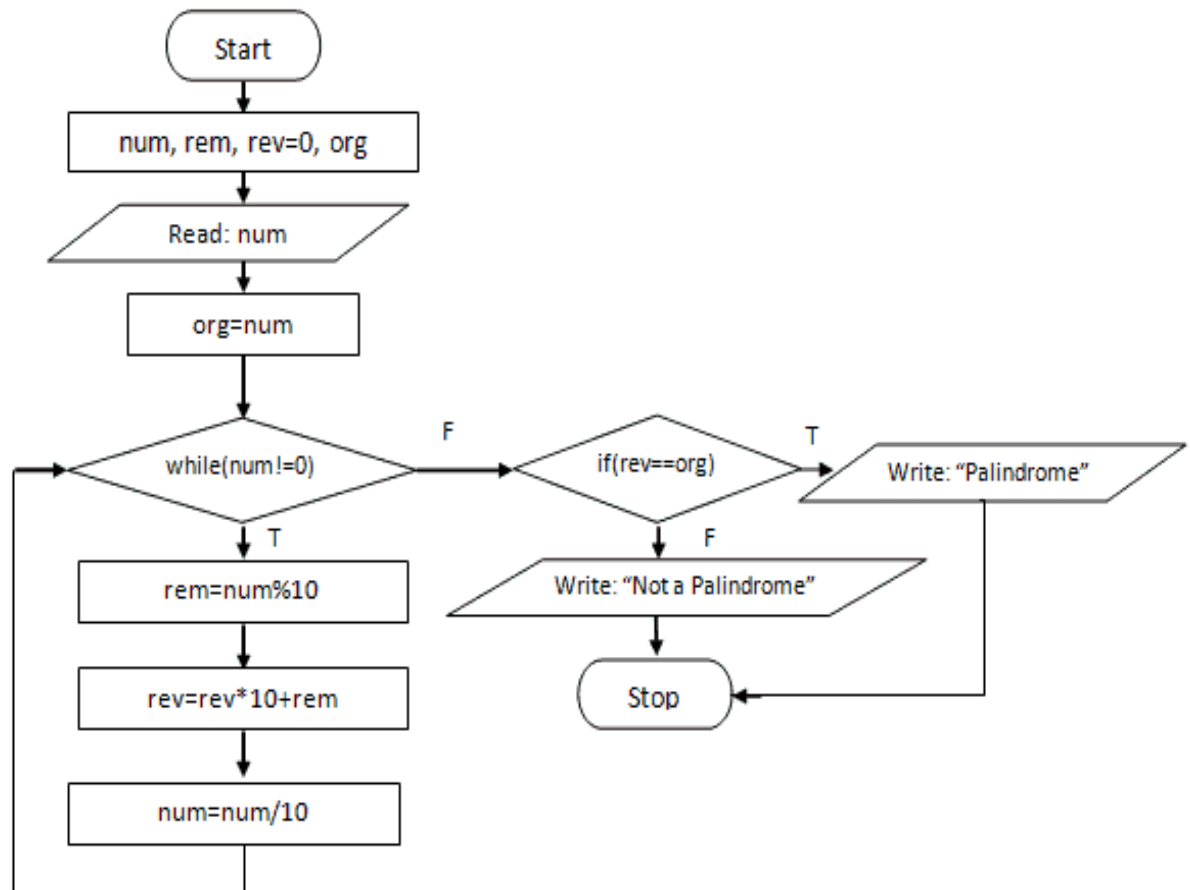 Start
num, rem, rev=0, org
Read: num
org=num
while(num!=0)
F
if(rev==org)
T
Write: “Palindrome”
T
F
rem=num%10
Write: “Not a Palindrome”
rev=rev*10+rem
Stop
num=num/10